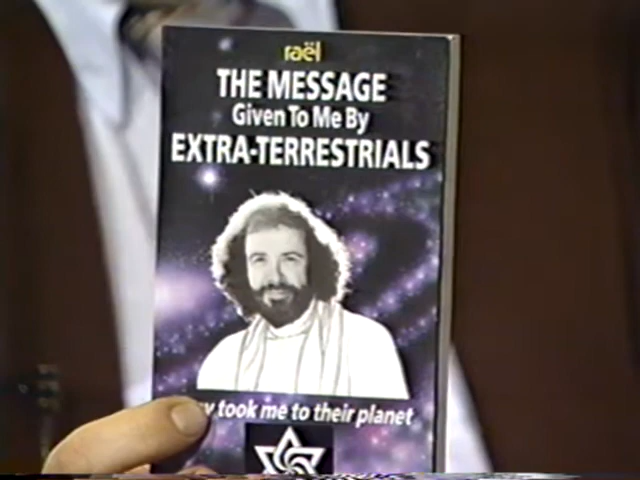 raël
THE MESSAGE
Given To Me By
EXTRA-TERRESTRIALS
took me to their planet